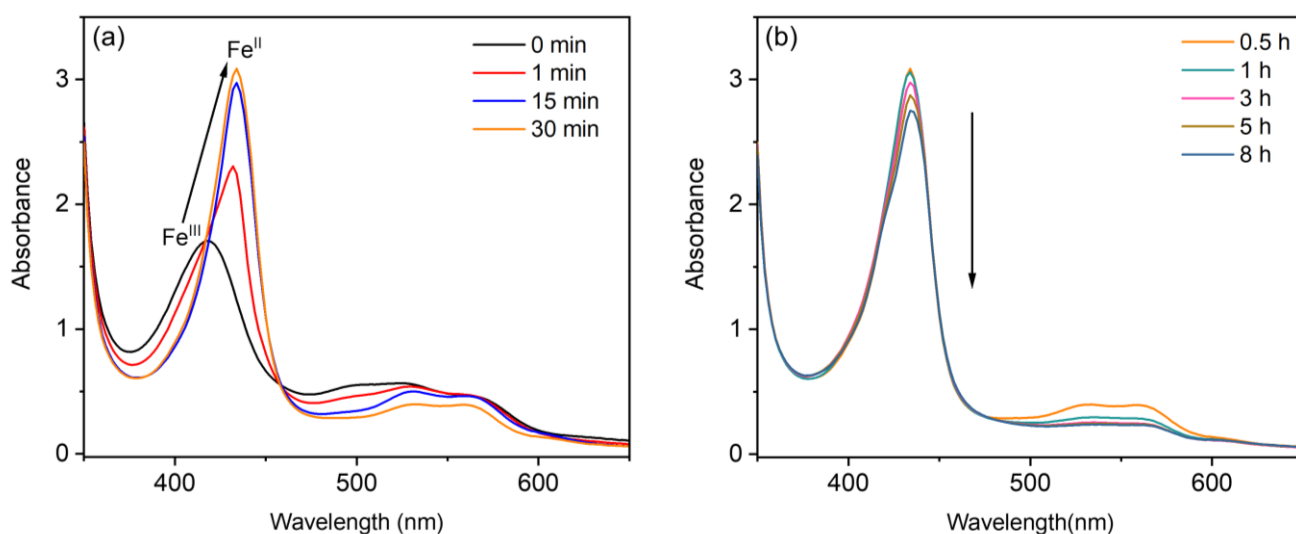 (a)
Fe^II
Fe^III
0 min
1 min
15 min
30 min
3
2
1
0
400
500
600
Absorbance
Wavelength (nm)
(b)
0.5 h
1 h
3 h
5 h
8 h
3
2
1
0
400
500
600
Absorbance
Wavelength(nm)